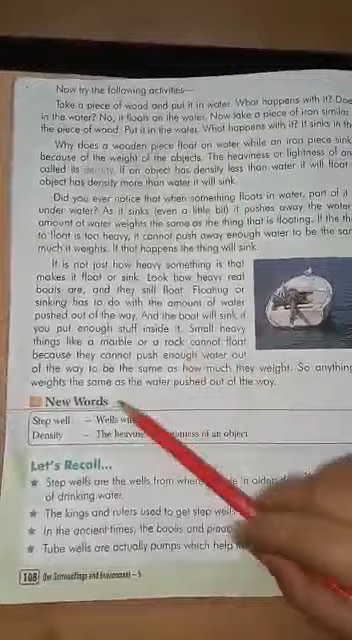 Now try the following activities—
Take a piece of wood and put it in water. What happens with it? Doe
in the water? No, it floats on the water. Now take a piece of iron similar
the piece of wood. Put it in the water. What happens with it? It sinks in th
Why does a wooden piece float on water while an iron piece sink
because of the weight of the objects. The heaviness or lightness of an
called its density. If an object has density less than water it will float
object has density more than water it will sink.
Did you ever notice that when something floats in water, part of it
under water? As it sinks (even a little bit) it pushes away the water
amount of water weights the same as the thing that is floating. If the th
to float is too heavy, it cannot push away enough water to be the sam
much it weights. If that happens the thing will sink.
It is not just how heavy something is that
makes it float or sink. Look how heavy real
boats are, and they still float. Floating or
sinking has to do with the amount of water
pushed out of the way. And the boat will sink if
you put enough stuff inside it. Small heavy
things like a marble or a rock cannot float
because they cannot push enough water out
of the way to be the same as how much they weight. So anything
weights the same as the water pushed out of the way.
New Words
Step well – Wells
Density – The of an object
Let's Recall...
★ Step wells are the wells from in
of drinking water.
★ The kings and rulers used to get step wells
★ In the ancient times, the baolis and
★ Tube wells are actually pumps which help
108 Our Surroundings and Environment – 5